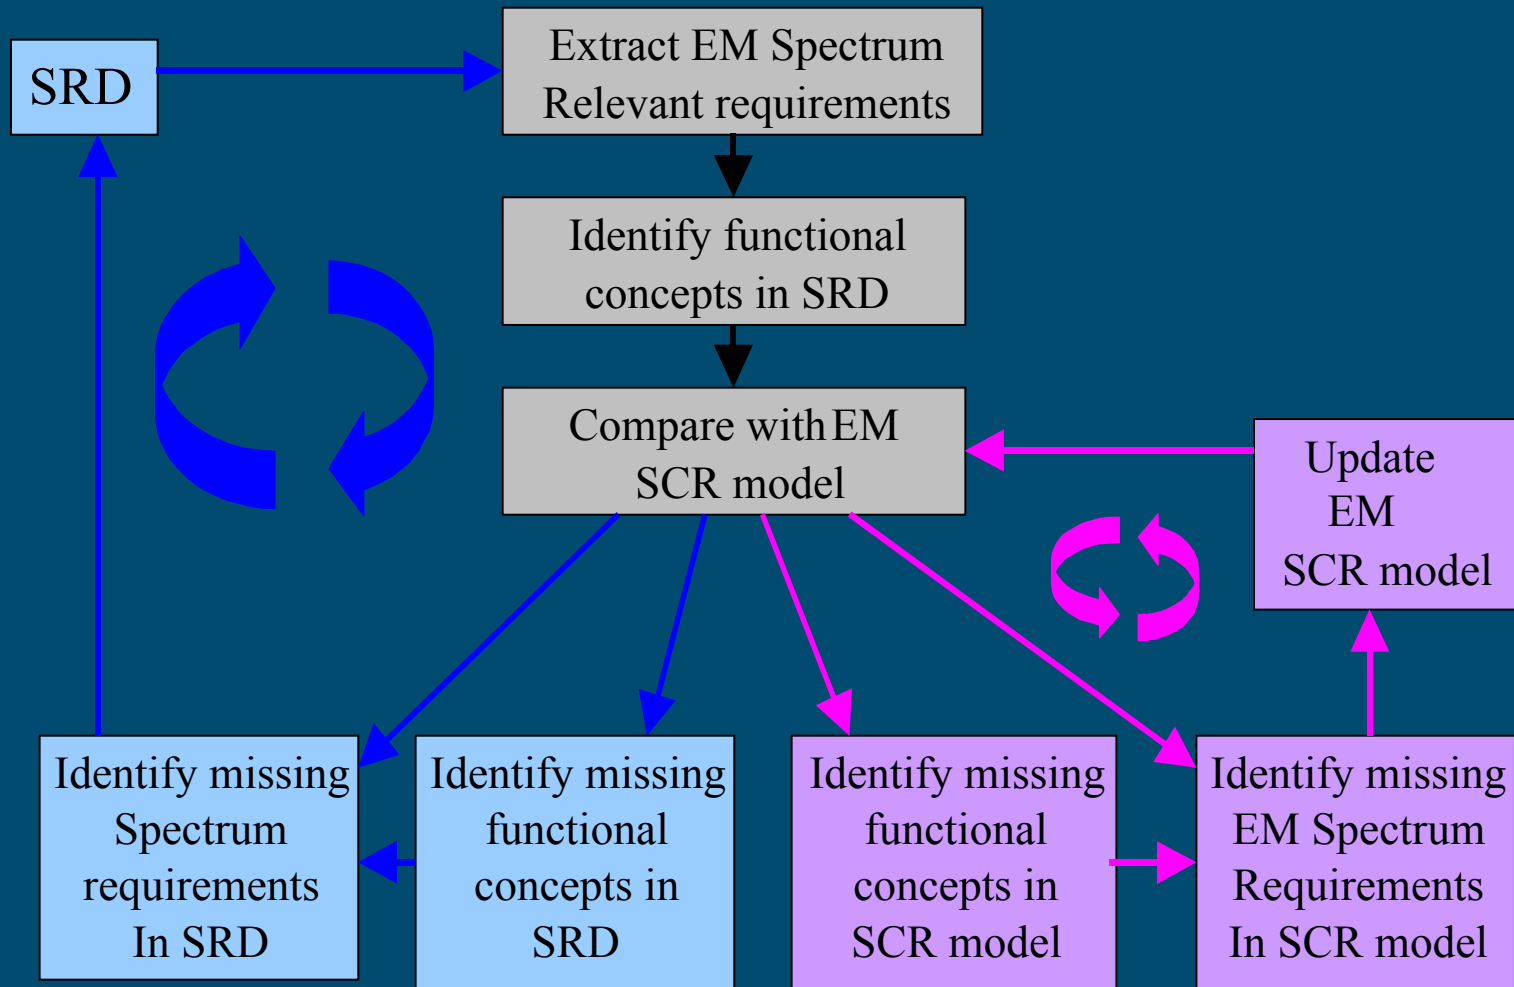 SRD
Extract EM Spectrum
Relevant requirements
Identify functional
concepts in SRD
Compare with EM
SCR model
Update
EM
SCR model
Identify missing
Spectrum
requirements
In SRD
Identify missing
functional
concepts in
SRD
Identify missing
functional
concepts in
SCR model
Identify missing
EM Spectrum
Requirements
In SCR model